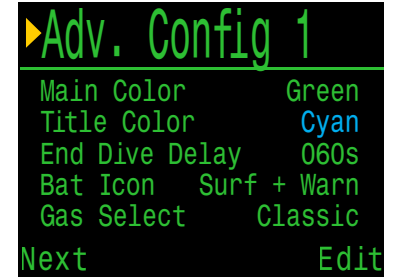 Adv. Config 1
Main Color Green
Title Color Cyan
End Dive Delay 060s
Bat Icon Surf + Warn
Gas Select Classic
Next Edit